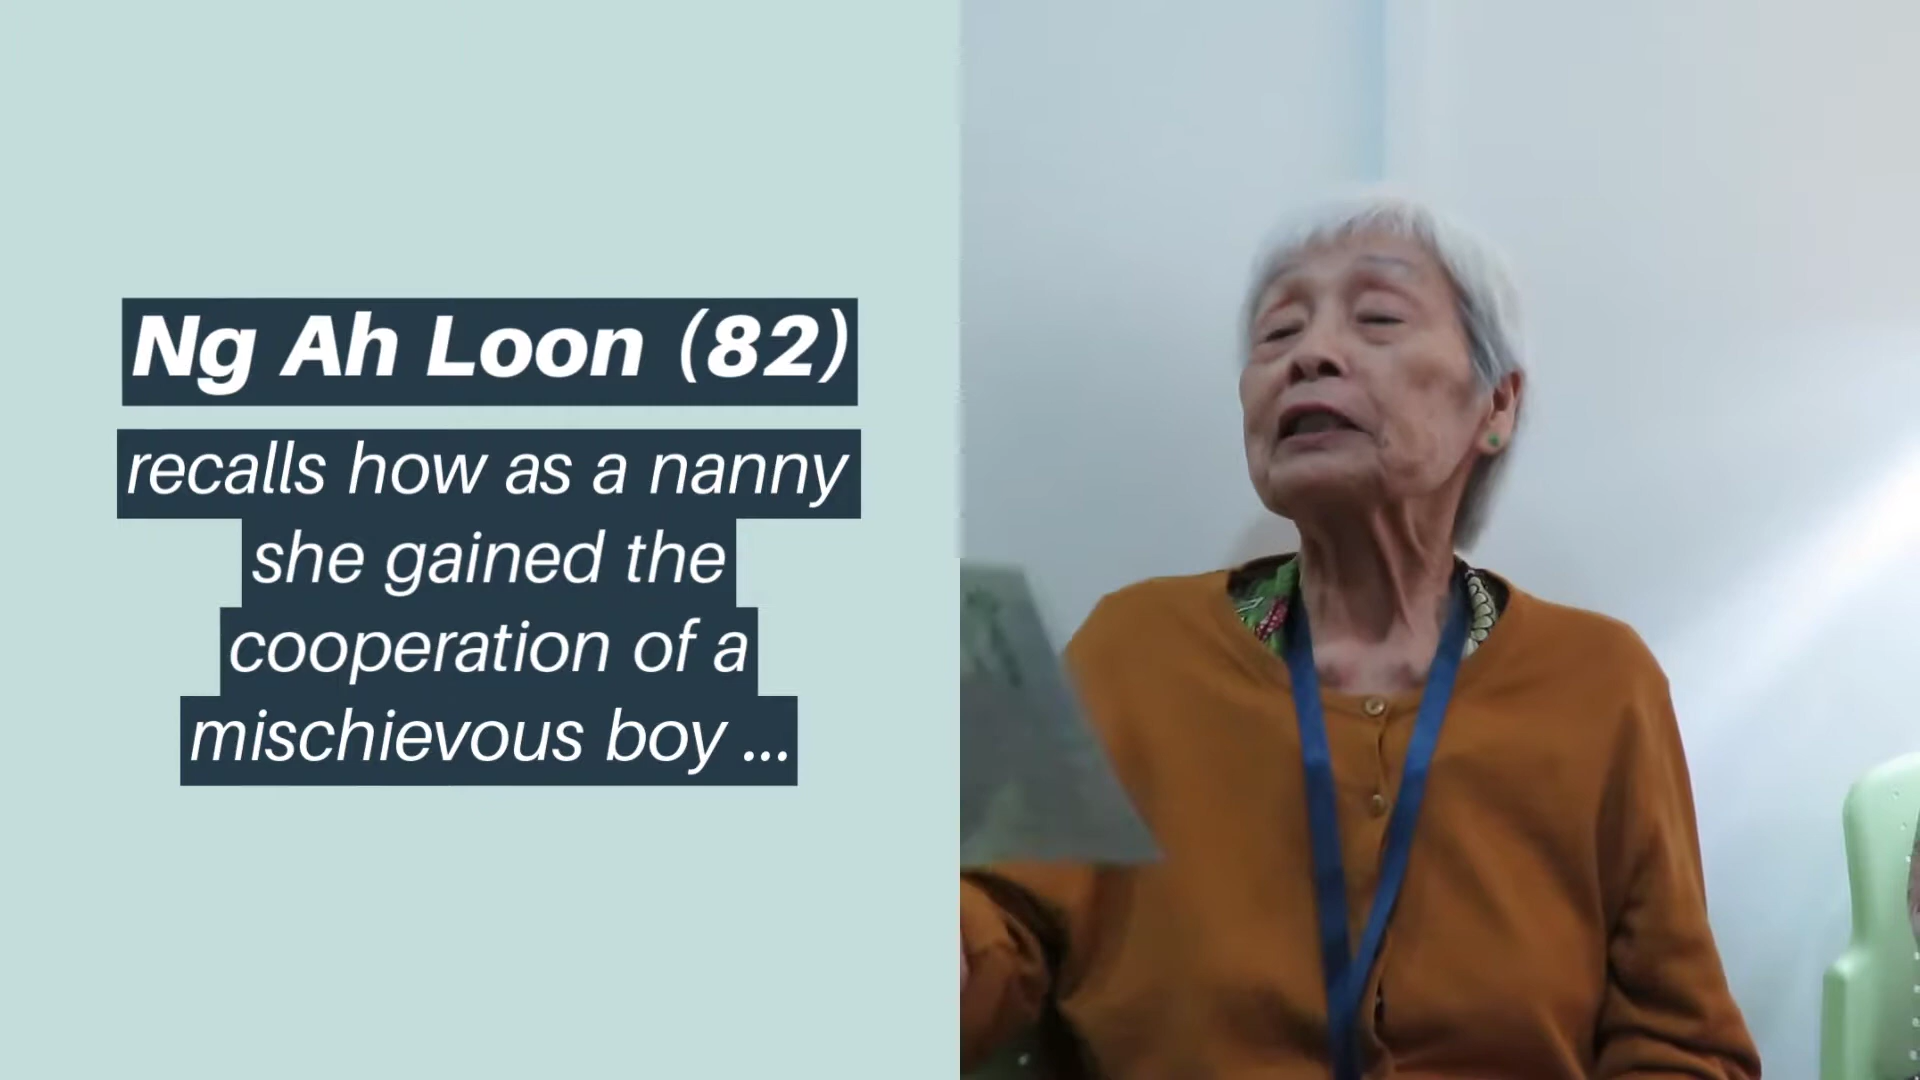 Ng Ah Loon (82)
recalls how as a nanny
she gained the
cooperation of a
mischievous boy ...